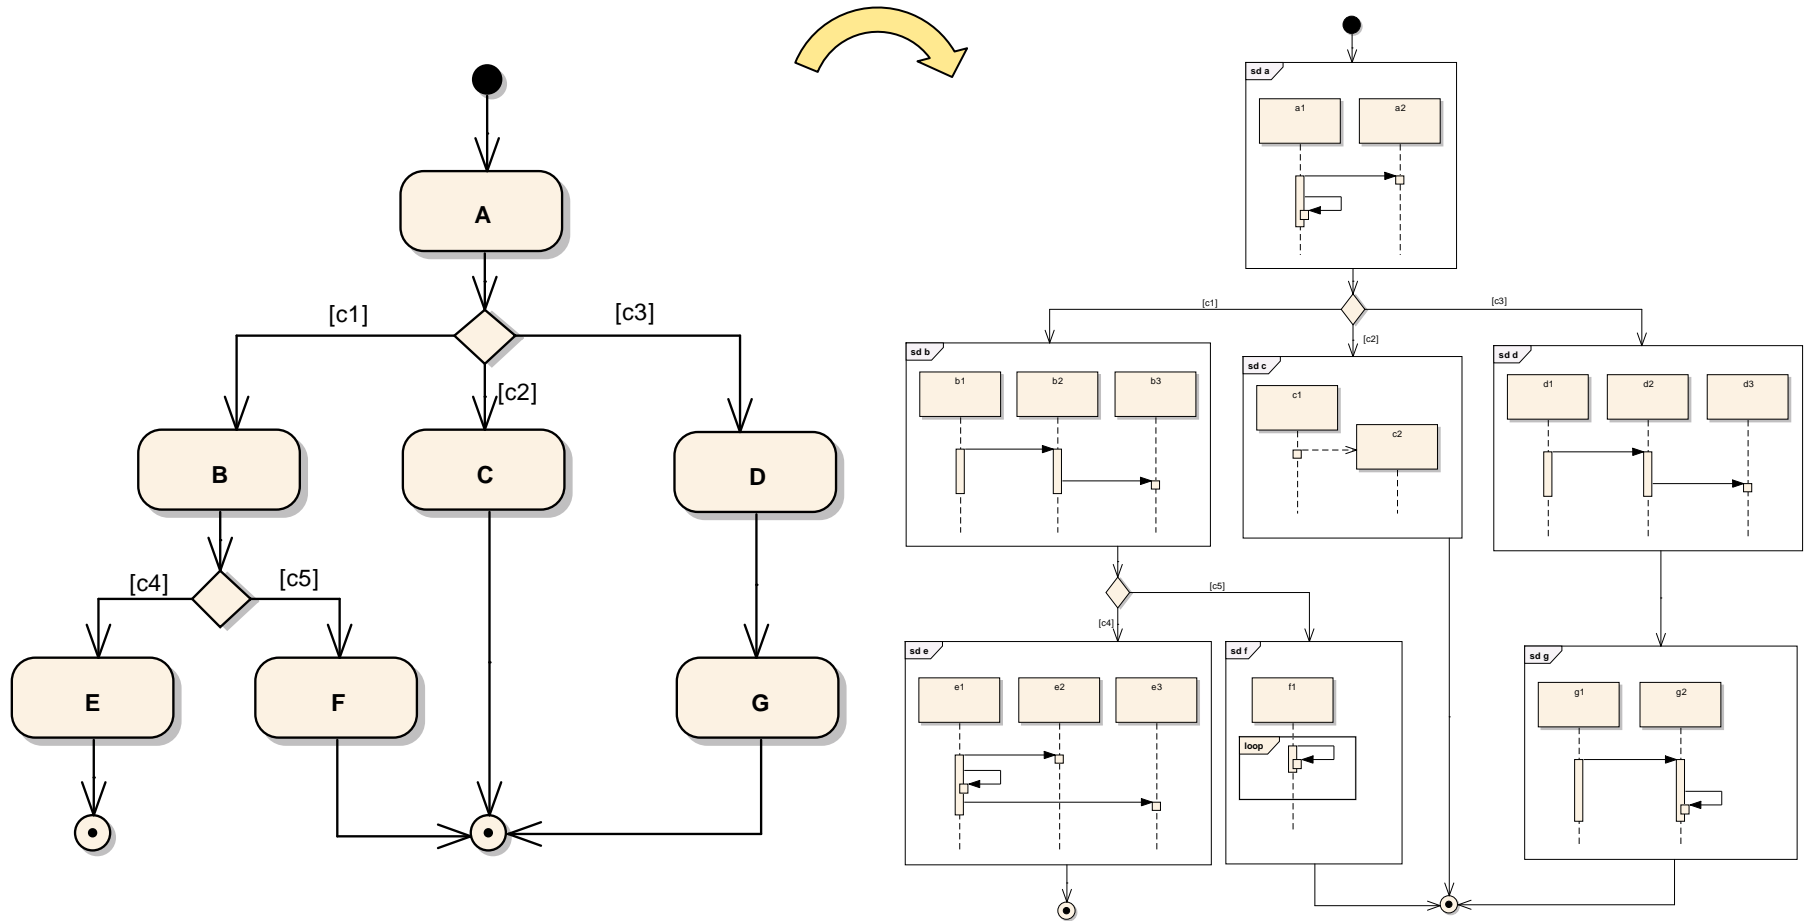 A
[c1]
[c3]
[c2]
B
C
D
[c4]
[c5]
E
F
G
sd a
a1
a2
[c1]
[c3]
[c2]
sd b
b1
b2
b3
sd c
c1
c2
sd d
d1
d2
d3
[c5]
[c4]
sd e
e1
e2
e3
sd f
f1
loop
sd g
g1
g2